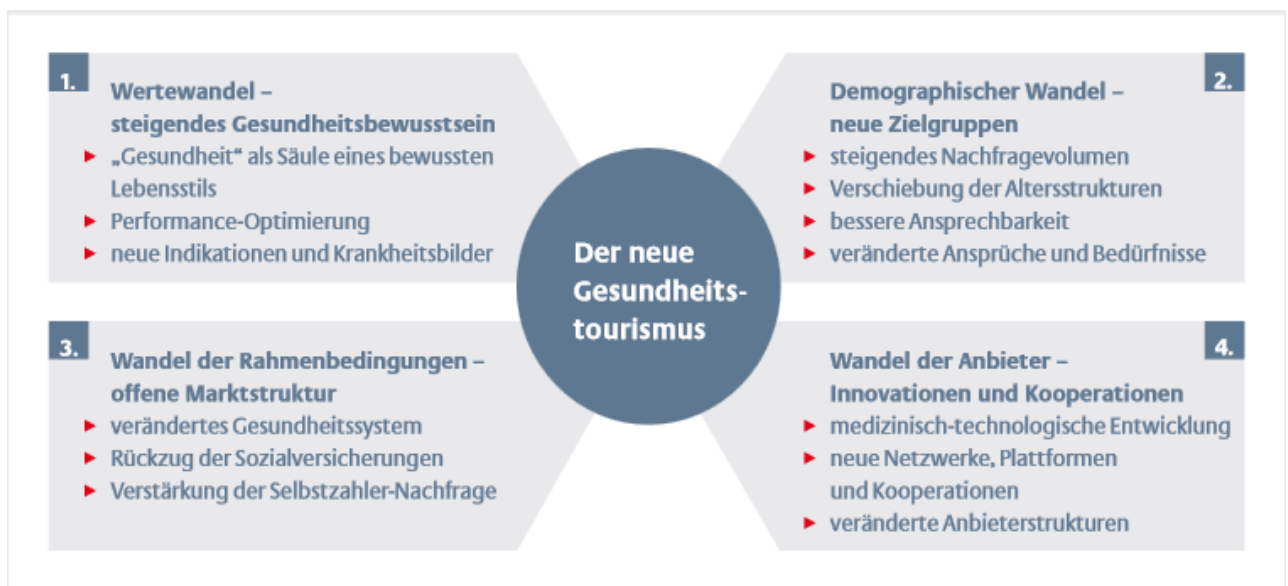 1.
Wertewandel –
steigendes Gesundheitsbewusstsein
▶ „Gesundheit“ als Säule eines bewussten
Lebensstils
▶ Performance-Optimierung
▶ neue Indikationen und Krankheitsbilder
2.
Demographischer Wandel –
neue Zielgruppen
▶ steigendes Nachfragevolumen
▶ Verschiebung der Altersstrukturen
▶ bessere Ansprechbarkeit
▶ veränderte Ansprüche und Bedürfnisse
Der neue
Gesundheits-
tourismus
3.
Wandel der Rahmenbedingungen –
offene Marktstruktur
▶ verändertes Gesundheitssystem
▶ Rückzug der Sozialversicherungen
▶ Verstärkung der Selbstzahler-Nachfrage
4.
Wandel der Anbieter –
Innovationen und Kooperationen
▶ medizinisch-technologische Entwicklung
▶ neue Netzwerke, Plattformen
und Kooperationen
▶ veränderte Anbieterstrukturen